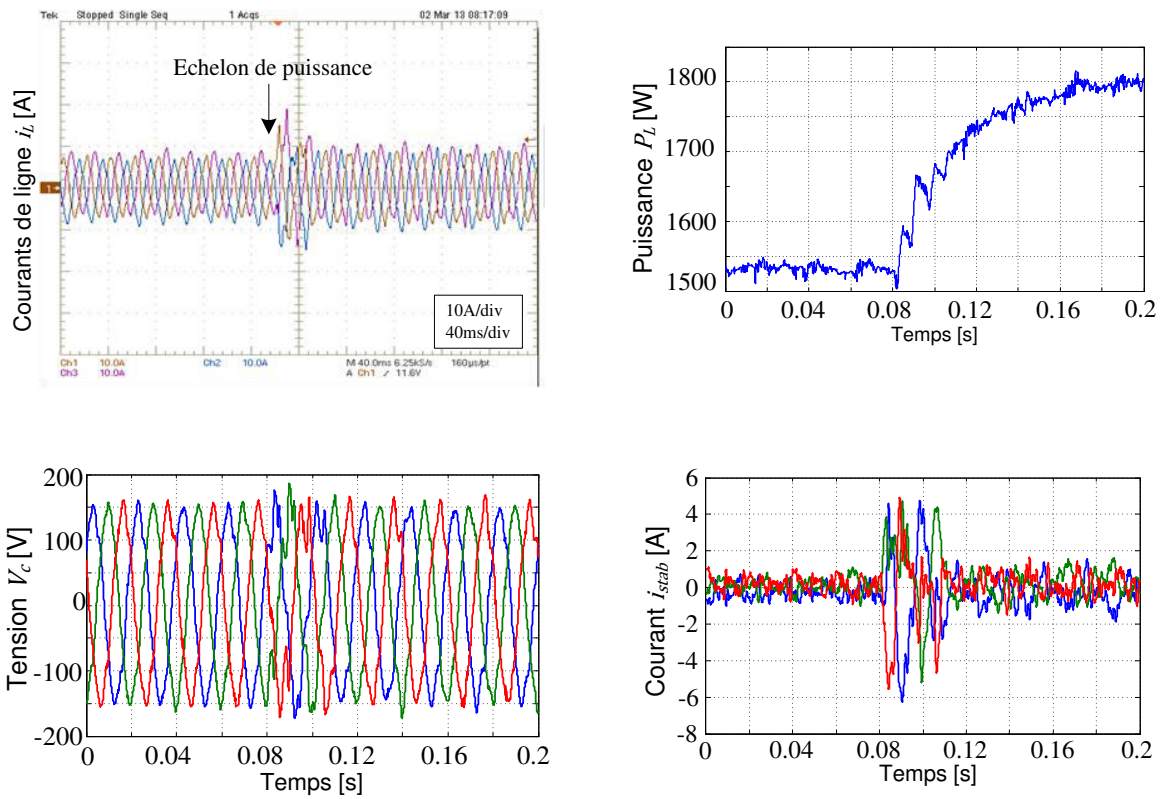 Tek Stopped Single Seq 1 Acqs 02 Mar 13 08:17:09
Echelon de puissance
Courants de ligne iL [A]
1
10A/div
40ms/div
Ch1 10.0A Ch2 10.0A M 40.0ms 6.25kS/s 160µs/pt
Ch3 10.0A A Ch1 / 11.6V
Puissance PL [W]
1800
1700
1600
1500
0 0.04 0.08 0.12 0.16 0.2
Temps [s]
Tension Vc [V]
200
100
0
-100
-200
0 0.04 0.08 0.12 0.16 0.2
Temps [s]
Courant istab [A]
6
4
2
0
-2
-4
-6
-8
0 0.04 0.08 0.12 0.16 0.2
Temps [s]